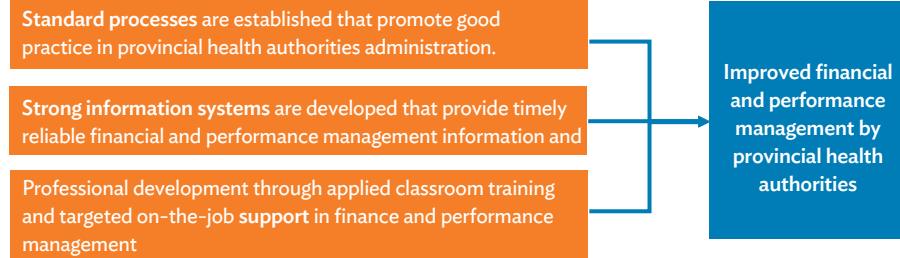 Standard processes are established that promote good
practice in provincial health authorities administration.
Strong information systems are developed that provide timely
reliable financial and performance management information and
Professional development through applied classroom training
and targeted on-the-job support in finance and performance
management
Improved financial
and performance
management by
provincial health
authorities